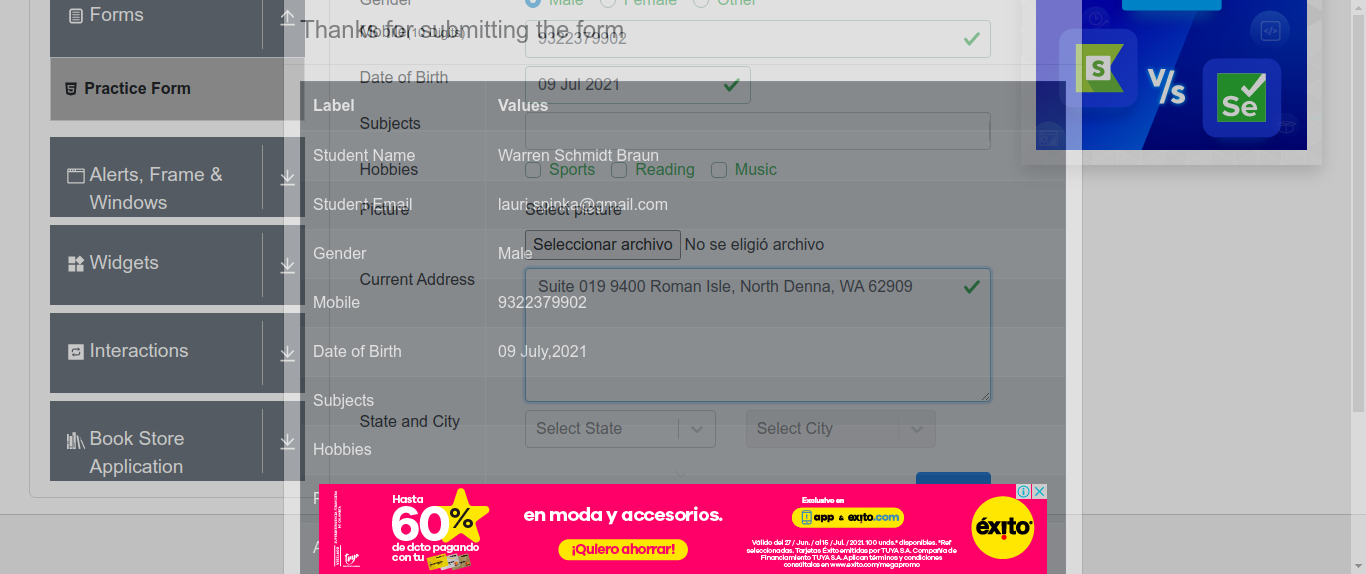 Gender
Male
Female
Other
Forms
Thanks for submitting the form
Mobile(10 Digits)
9322379902
Practice Form
Date of Birth
09 Jul 2021
Label
Values
Subjects
Student Name
Warren Schmidt Braun
Hobbies
Sports
Reading
Music
Alerts, Frame &
Windows
Student Email
lauri.spinka@gmail.com
Picture
Select picture
Seleccionar archivo
No se eligió archivo
Gender
Male
Widgets
Current Address
Suite 019 9400 Roman Isle, North Denna, WA 62909
Mobile
9322379902
Interactions
Date of Birth
09 July,2021
Subjects
State and City
Select State
Select City
Book Store
Application
Hobbies
S
V/s
Se
Hasta
60%
de dcto pagando
con tu
en moda y accesorios.
¡Quiero ahorrar!
Exclusivo en
app & exito.com
Válido del 27 / Jun. / al 15 / Jul. / 2021. 100 unds.* disponibles. *Ref
seleccionadas. Tarjetas Éxito emitidas por TUYA S.A. Compañía de
Financiamiento TUYA S.A. Aplican términos y condiciones
consúltalas en www.exito.com/megapromo
éxito